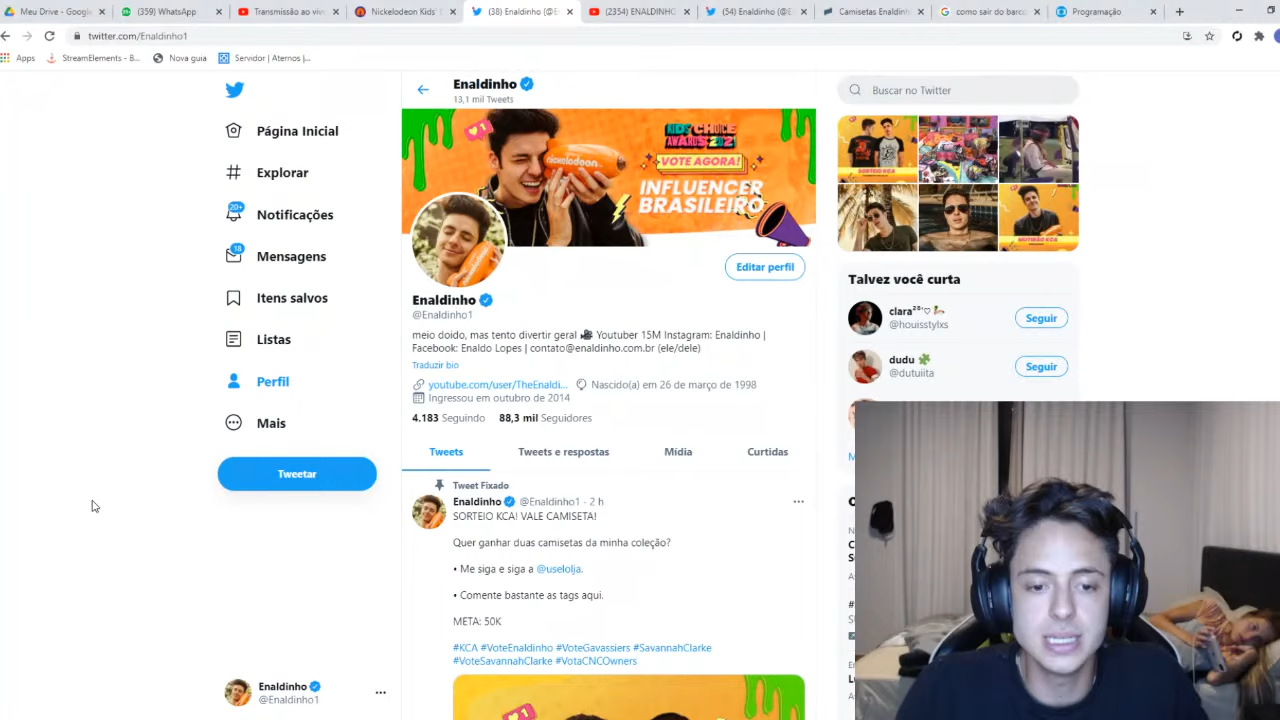 Meu Drive - Google
(359) WhatsApp
Transmissão ao viv
Nickelodeon Kids'
(38) Enaldinho (@E
(2354) ENALDINHO
(54) Enaldinho (@E
Camisetas Enaldin
como sair do barco
Programação
twitter.com/Enaldinho1
Apps
StreamElements - B...
Nova guia
Servidor | Aternos |...
Enaldinho
13,1 mil Tweets
Buscar no Twitter
Página Inicial
Explorar
20+
Notificações
18
Mensagens
Itens salvos
Listas
Perfil
Mais
Tweetar
KIDS' CHOICE
AWARDS 2021
VOTE AGORA!
INFLUENCER
BRASILEIRO
nickelodeon
Editar perfil
Enaldinho
@Enaldinho1
meio doido, mas tento divertir geral 🎥 Youtuber 15M Instagram: Enaldinho |
Facebook: Enaldo Lopes | contato@enaldinho.com.br (ele/dele)
Traduzir bio
youtube.com/user/TheEnaldi... Nascido(a) em 26 de março de 1998
Ingressou em outubro de 2014
4.183 Seguindo 88,3 mil Seguidores
Tweets
Tweets e respostas
Mídia
Curtidas
Tweet Fixado
Enaldinho @Enaldinho1 · 2 h
SORTEIO KCA! VALE CAMISETA!
Quer ganhar duas camisetas da minha coleção?
• Me siga e siga a @uselolja.
• Comente bastante as tags aqui.
META: 50K
#KCA #VoteEnaldinho #VoteGavassiers #SavannahClarke
#VoteSavannahClarke #VotaCNCOwners
SORTEIO KCA
MUTIRÃO KCA
Talvez você curta
clara²⁸'♡
@houisstylxs
Seguir
dudu
@dutuiita
Seguir
Enaldinho
@Enaldinho1